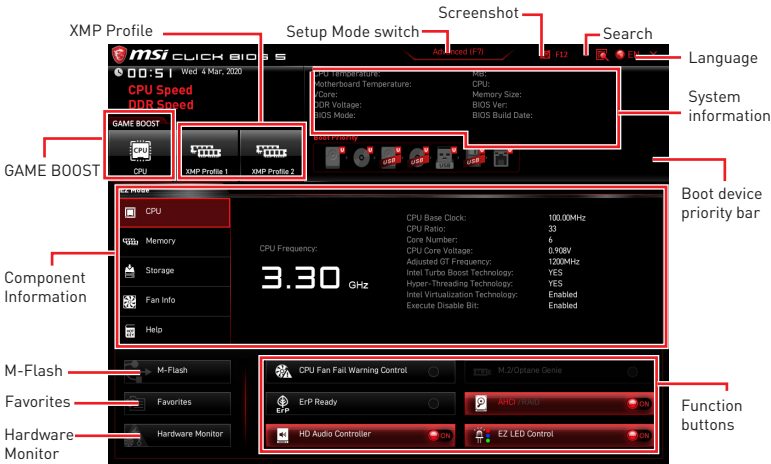 Screenshot
XMP Profile
Setup Mode switch
Search
msi CLICK BIOS 5
Advanced (F7)
F12
EN
X
Language
00:51 Wed 4 Mar, 2020
CPU Speed
DDR Speed
CPU Temperature:
Motherboard Temperature:
VCore:
DDR Voltage:
BIOS Mode:
MB:
CPU:
Memory Size:
BIOS Ver:
BIOS Build Date:
System
information
GAME BOOST
CPU
CPU
XMP Profile 1
XMP Profile 2
GAME BOOST
Boot Priority
U
U
U
USB
U
U
USB
U
USB
U
Boot device
priority bar
EZ Mode
CPU
Memory
Storage
Fan Info
Help
CPU Frequency:
3.30 GHz
CPU Base Clock: 100.00MHz
CPU Ratio: 33
Core Number: 6
CPU Core Voltage: 0.908V
Adjusted GT Frequency: 1200MHz
Intel Turbo Boost Technology: YES
Hyper-Threading Technology: YES
Intel Virtualization Technology: Enabled
Execute Disable Bit: Enabled
Component
Information
M-Flash
M-Flash
Favorites
Favorites
Hardware
Monitor
Hardware Monitor
CPU Fan Fail Warning Control
M.2/Optane Genie
ErP
ErP Ready
AHCI /RAID
ON
HD Audio Controller
ON
EZ LED Control
ON
Function
buttons